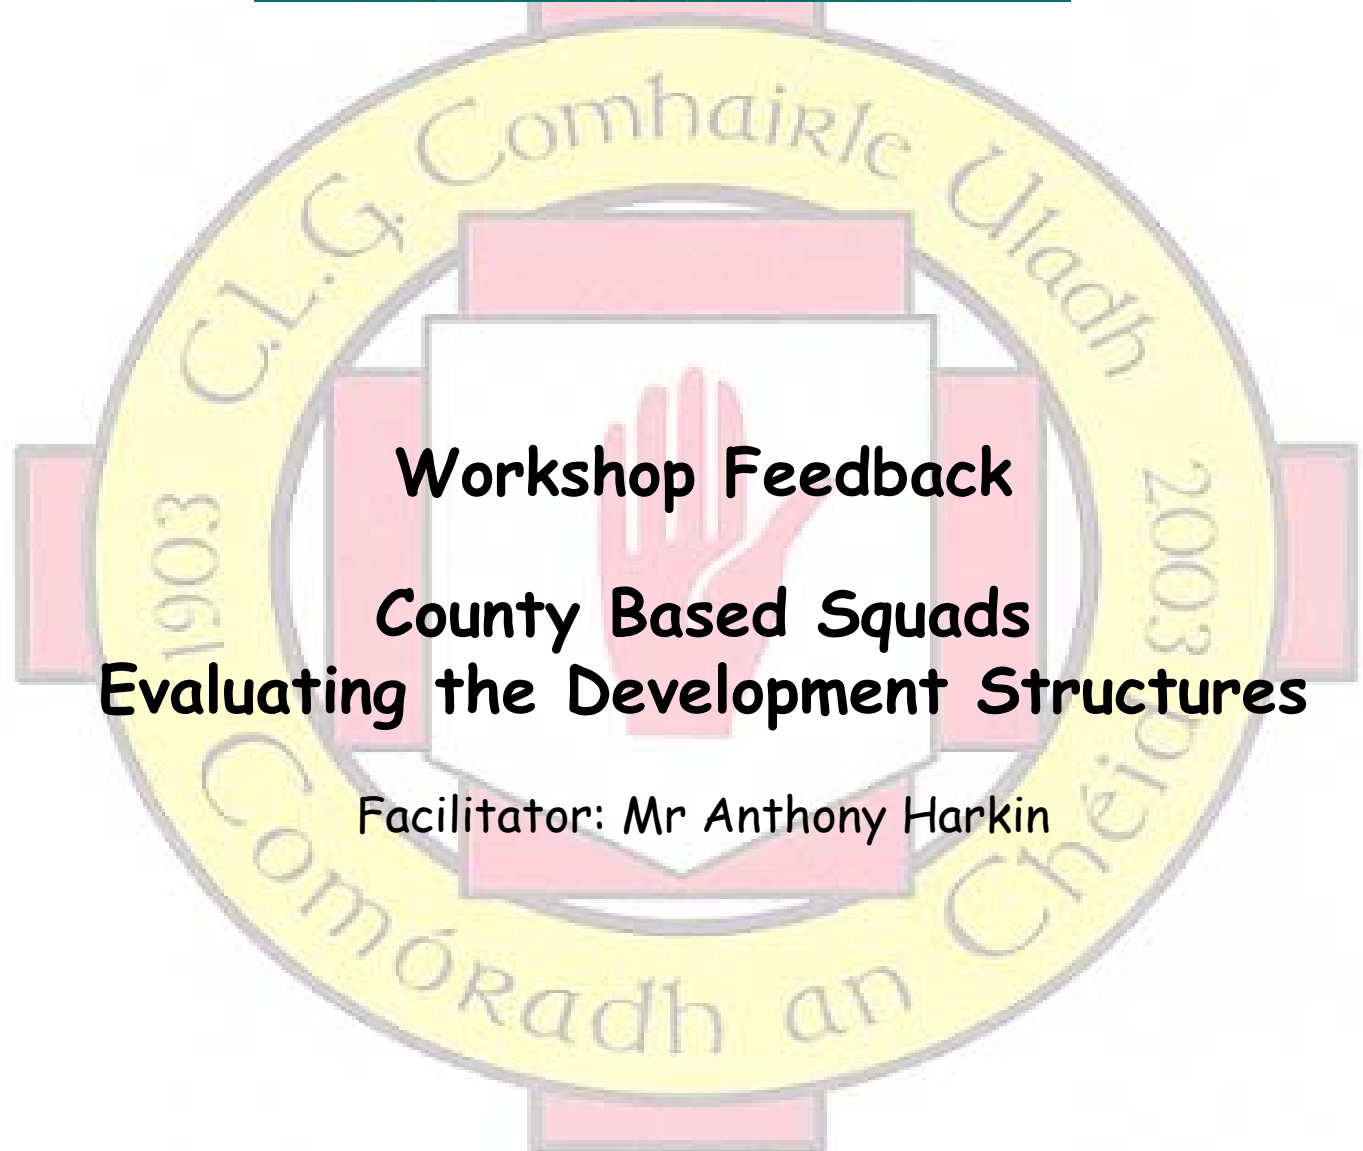 C.L.G. Comhairle Uladh
1903
2003
Workshop Feedback
County Based Squads
Evaluating the Development Structures
Facilitator: Mr Anthony Harkin
Comóradh an Chéid